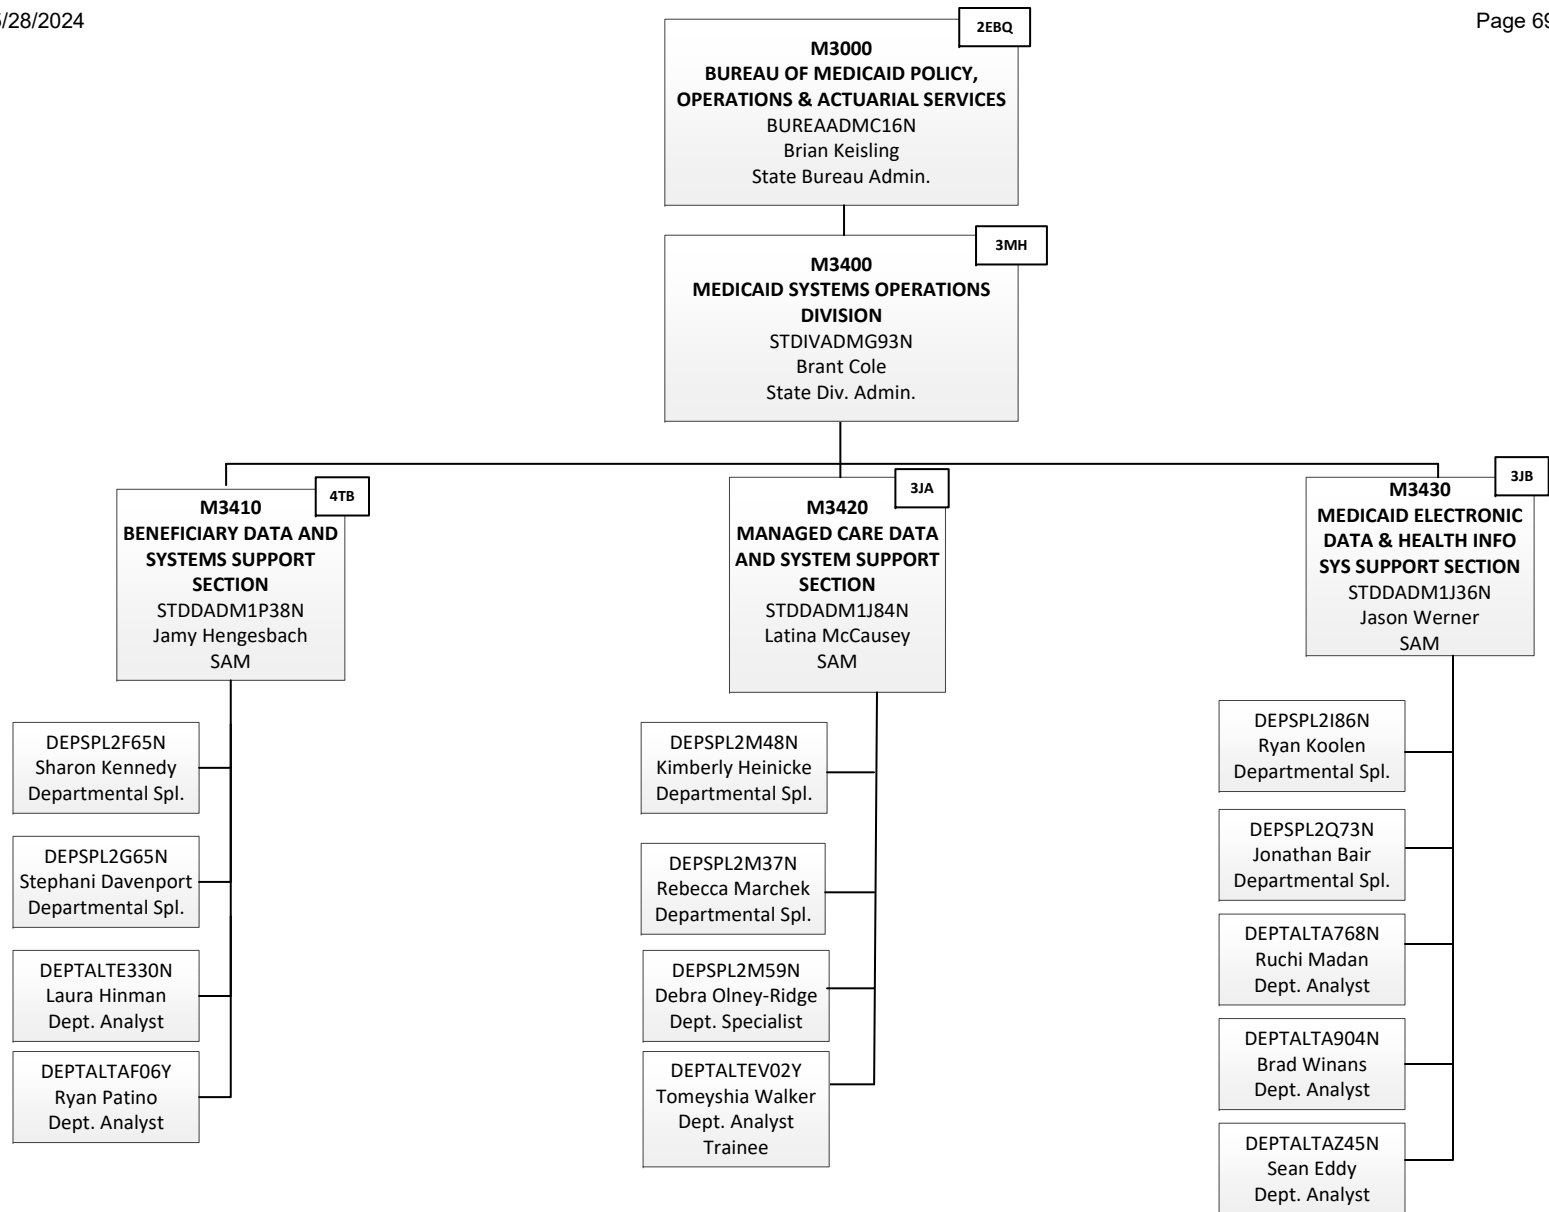 /28/2024
Page 69
2EBQ
M3000
BUREAU OF MEDICAID POLICY,
OPERATIONS & ACTUARIAL SERVICES
BUREAADMC16N
Brian Keisling
State Bureau Admin.
3MH
M3400
MEDICAID SYSTEMS OPERATIONS
DIVISION
STDIVADMG93N
Brant Cole
State Div. Admin.
4TB
M3410
BENEFICIARY DATA AND
SYSTEMS SUPPORT
SECTION
STDDADM1P38N
Jamy Hengesbach
SAM
DEPSPL2F65N
Sharon Kennedy
Departmental Spl.
DEPSPL2G65N
Stephani Davenport
Departmental Spl.
DEPTALTE330N
Laura Hinman
Dept. Analyst
DEPTALTAF06Y
Ryan Patino
Dept. Analyst
3JA
M3420
MANAGED CARE DATA
AND SYSTEM SUPPORT
SECTION
STDDADM1J84N
Latina McCausey
SAM
DEPSPL2M48N
Kimberly Heinicke
Departmental Spl.
DEPSPL2M37N
Rebecca Marchek
Departmental Spl.
DEPSPL2M59N
Debra Olney-Ridge
Dept. Specialist
DEPTALTEV02Y
Tomeyshia Walker
Dept. Analyst
Trainee
3JB
M3430
MEDICAID ELECTRONIC
DATA & HEALTH INFO
SYS SUPPORT SECTION
STDDADM1J36N
Jason Werner
SAM
DEPSPL2I86N
Ryan Koolen
Departmental Spl.
DEPSPL2Q73N
Jonathan Bair
Departmental Spl.
DEPTALTA768N
Ruchi Madan
Dept. Analyst
DEPTALTA904N
Brad Winans
Dept. Analyst
DEPTALTAZ45N
Sean Eddy
Dept. Analyst